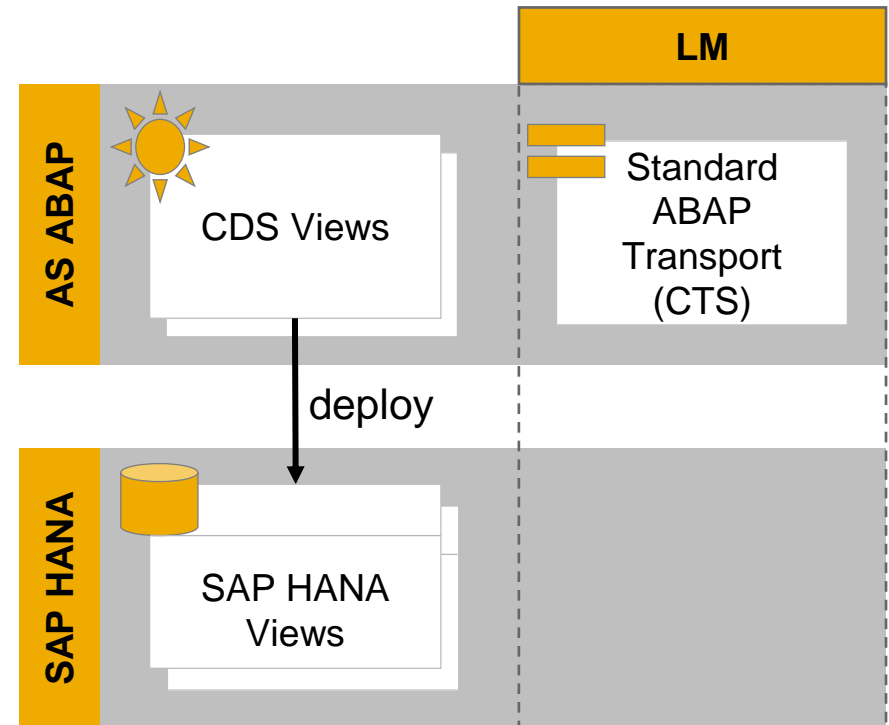 LM
AS ABAP
CDS Views
Standard
ABAP
Transport
(CTS)
deploy
SAP HANA
SAP HANA
Views